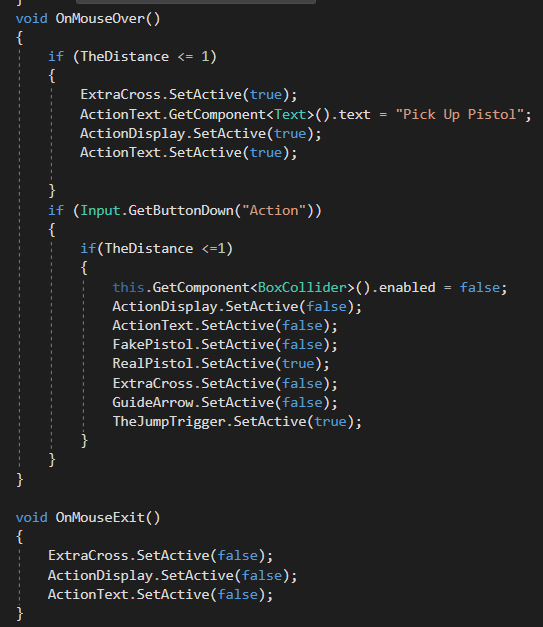 }
void OnMouseOver()
{
    if (TheDistance <= 1)
    {
        ExtraCross.SetActive(true);
        ActionText.GetComponent<Text>().text = "Pick Up Pistol";
        ActionDisplay.SetActive(true);
        ActionText.SetActive(true);

    }
    if (Input.GetButtonDown("Action"))
    {
        if(TheDistance <=1)
        {
            this.GetComponent<BoxCollider>().enabled = false;
            ActionDisplay.SetActive(false);
            ActionText.SetActive(false);
            FakePistol.SetActive(false);
            RealPistol.SetActive(true);
            ExtraCross.SetActive(false);
            GuideArrow.SetActive(false);
            TheJumpTrigger.SetActive(true);
        }
    }
}

void OnMouseExit()
{
    ExtraCross.SetActive(false);
    ActionDisplay.SetActive(false);
    ActionText.SetActive(false);
}